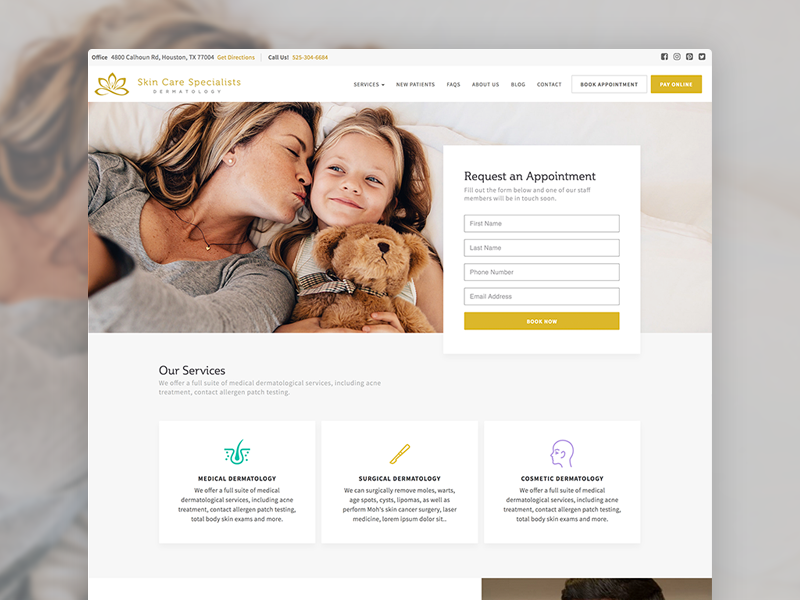 Office 4800 Calhoun Rd, Houston, TX 77004 Get Directions Call Us! 525-304-6684
Skin Care Specialists
DERMATOLOGY
SERVICES NEW PATIENTS FAQS ABOUT US BLOG CONTACT BOOK APPOINTMENT PAY ONLINE
Request an Appointment
Fill out the form below and one of our staff
members will be in touch soon.
First Name
Last Name
Phone Number
Email Address
BOOK NOW
Our Services
We offer a full suite of medical dermatological services, including acne
treatment, contact allergen patch testing.
MEDICAL DERMATOLOGY
We offer a full suite of medical
dermatological services, including acne
treatment, contact allergen patch testing,
total body skin exams and more.
SURGICAL DERMATOLOGY
We can surgically remove moles, warts,
age spots, cysts, lipomas, as well as
perform Moh's skin cancer surgery, laser
medicine, lorem ipsum dolor sit..
COSMETIC DERMATOLOGY
We offer a full suite of medical
dermatological services, including acne
treatment, contact allergen patch testing,
total body skin exams and more.